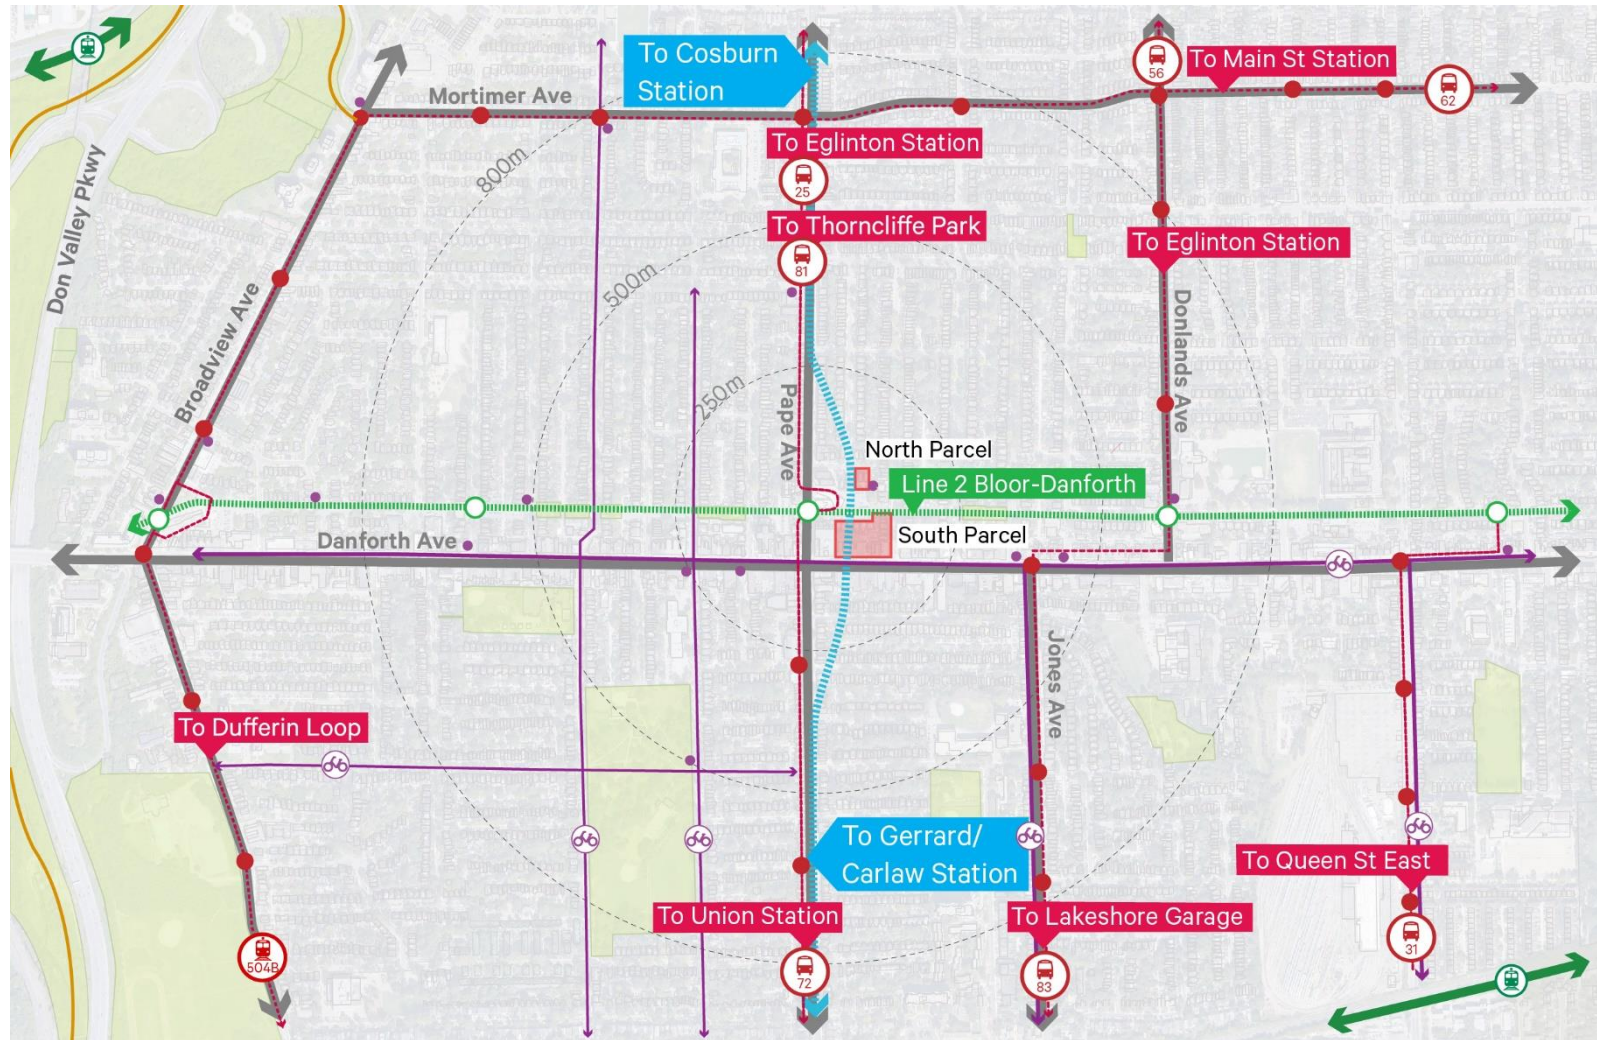 To Cosburn
Station
56
To Main St Station
62
Mortimer Ave
To Eglinton Station
25
800m
Don Valley Pkwy
To Thorncliffe Park
81
To Eglinton Station
500m
Broadview Ave
Donlands Ave
250m
Pape Ave
North Parcel
Line 2 Bloor-Danforth
South Parcel
Danforth Ave
Jones Ave
To Dufferin Loop
To Gerrard/
Carlaw Station
To Queen St East
To Union Station
To Lakeshore Garage
31
504B
72
83